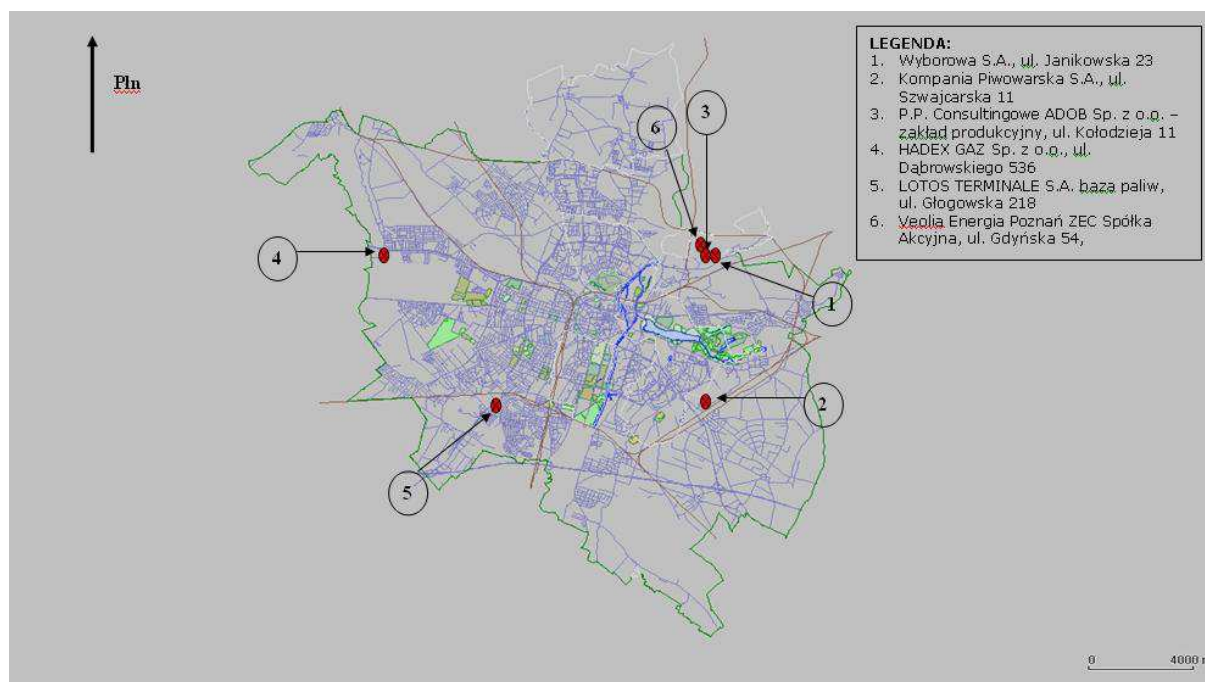 Płn
LEGENDA:
1. Wyborowa S.A., ul. Janikowska 23
2. Kompania Piwowarska S.A., ul.
Szwajcarska 11
3. P.P. Consultingowe ADOB Sp. z o.o. –
zakład produkcyjny, ul. Kołodzieja 11
4. HADEX GAZ Sp. z o.o., ul.
Dąbrowskiego 536
5. LOTOS TERMINALE S.A. baza paliw,
ul. Głogowska 218
6. Veolia Energia Poznań ZEC Spółka
Akcyjna, ul. Gdyńska 54,
3
6
4
1
2
5
0 4000 m